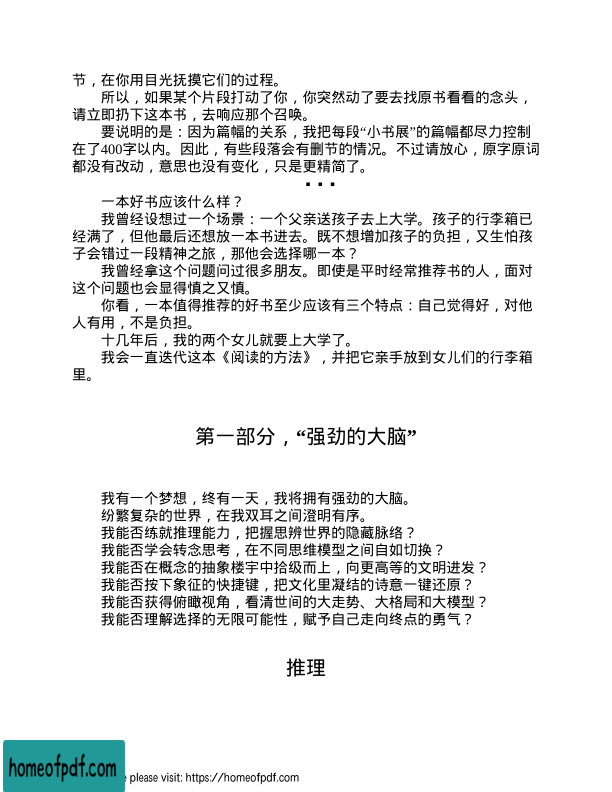 节，在你用目光抚摸它们的过程。
所以，如果某个片段打动了你，你突然动了要去找原书看看的念头，
请立即扔下这本书，去响应那个召唤。
要说明的是：因为篇幅的关系，我把每段“小书展”的篇幅都尽力控制
在了400字以内。因此，有些段落会有删节的情况。不过请放心，原字原词
都没有改动，意思也没有变化，只是更精简了。
▪ ▪ ▪
一本好书应该什么样？
我曾经设想过一个场景：一个父亲送孩子去上大学。孩子的行李箱已
经满了，但他最后还想放一本书进去。既不想增加孩子的负担，又生怕孩
子会错过一段精神之旅，那他会选择哪一本？
我曾经拿这个问题问过很多朋友。即使是平时经常推荐书的人，面对
这个问题也会显得慎之又慎。
你看，一本值得推荐的好书至少应该有三个特点：自己觉得好，对他
人有用，不是负担。
十几年后，我的两个女儿就要上大学了。
我会一直迭代这本《阅读的方法》，并把它亲手放到女儿们的行李箱
里。
第一部分，“强劲的大脑”
我有一个梦想，终有一天，我将拥有强劲的大脑。
纷繁复杂的世界，在我双耳之间澄明有序。
我能否练就推理能力，把握思辨世界的隐藏脉络？
我能否学会转念思考，在不同思维模型之间自如切换？
我能否在概念的抽象楼宇中拾级而上，向更高等的文明进发？
我能否按下象征的快捷键，把文化里凝结的诗意一键还原？
我能否获得俯瞰视角，看清世间的大走势、大格局和大模型？
我能否理解选择的无限可能性，赋予自己走向终点的勇气？
推理
homeofpdf.com
please visit: https://homeofpdf.com